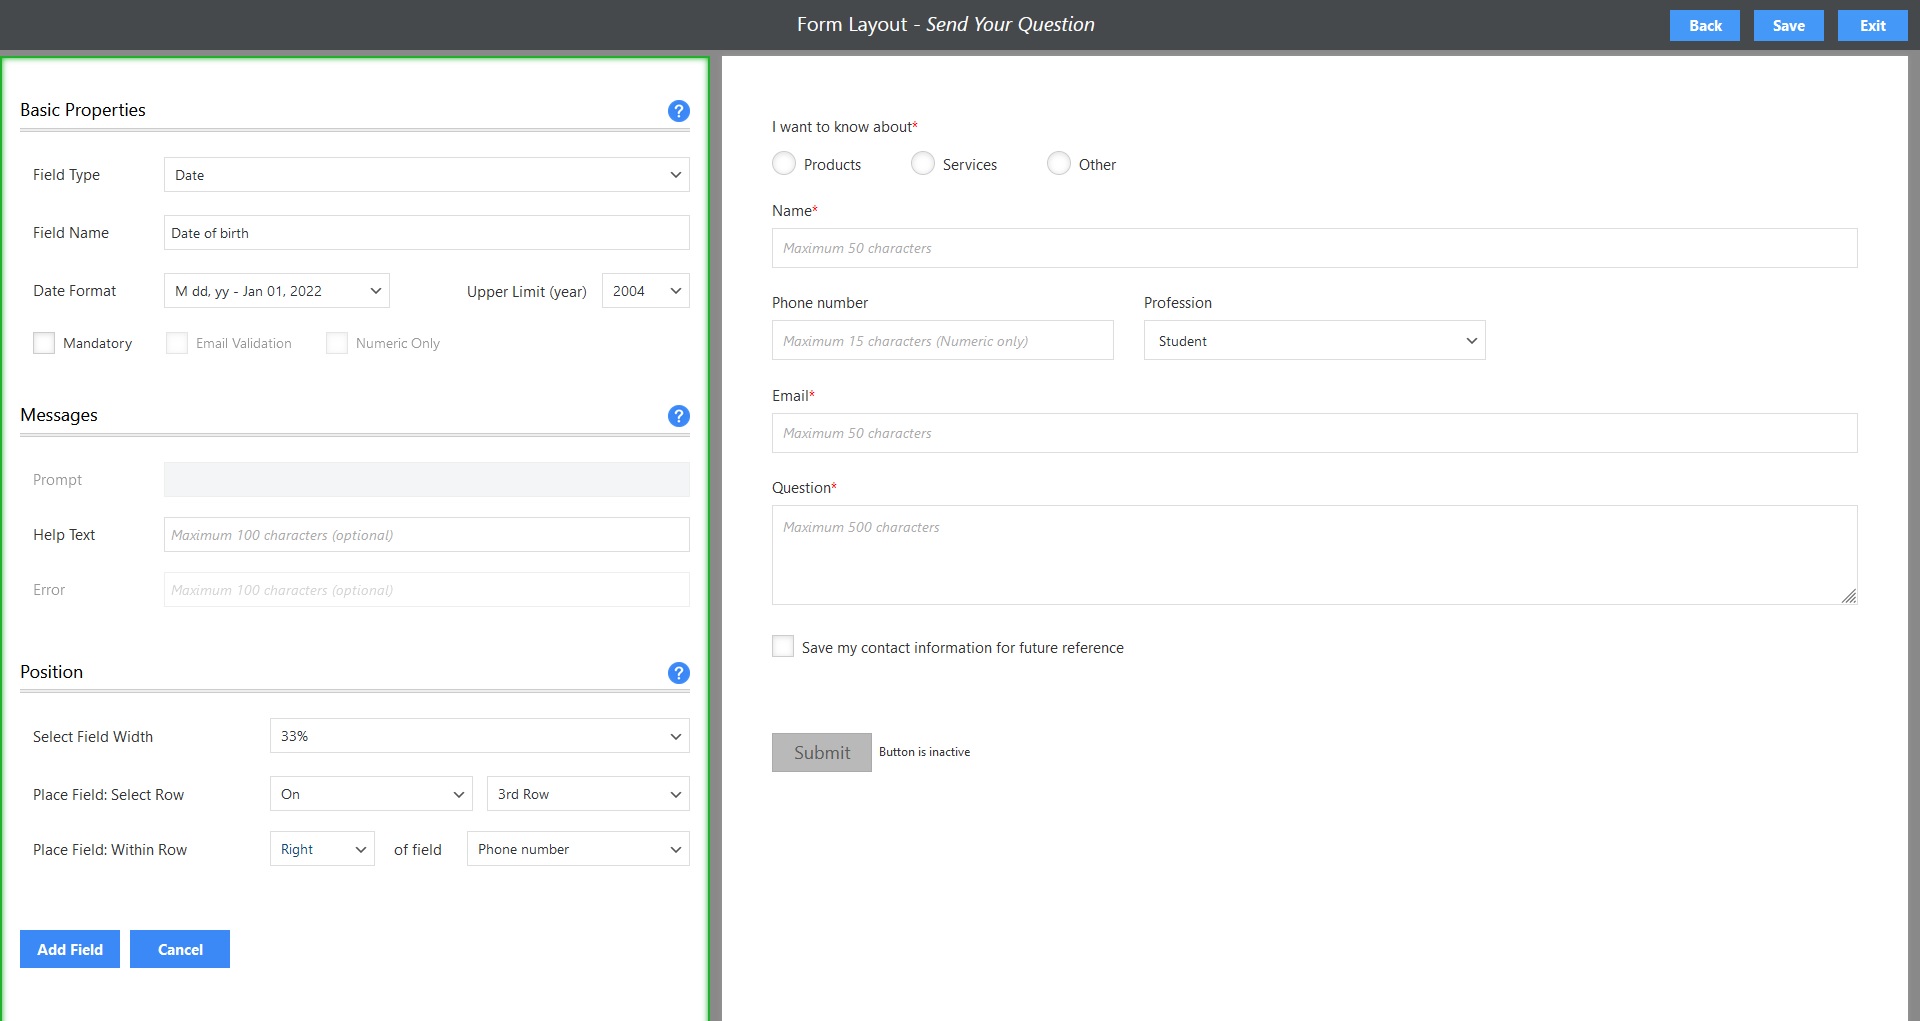 Form Layout - Send Your Question
Back
Save
Exit
Basic Properties
?
Field Type
Date
Field Name
Date of birth
Date Format
M dd, yy - Jan 01, 2022
Upper Limit (year)
2004
Mandatory
Email Validation
Numeric Only
Messages
?
Prompt
Help Text
Maximum 100 characters (optional)
Error
Maximum 100 characters (optional)
Position
?
Select Field Width
33%
Place Field: Select Row
On
3rd Row
Place Field: Within Row
Right
of field
Phone number
Add Field
Cancel
I want to know about*
Products
Services
Other
Name*
Maximum 50 characters
Phone number
Profession
Maximum 15 characters (Numeric only)
Student
Email*
Maximum 50 characters
Question*
Maximum 500 characters
Save my contact information for future reference
Submit
Button is inactive